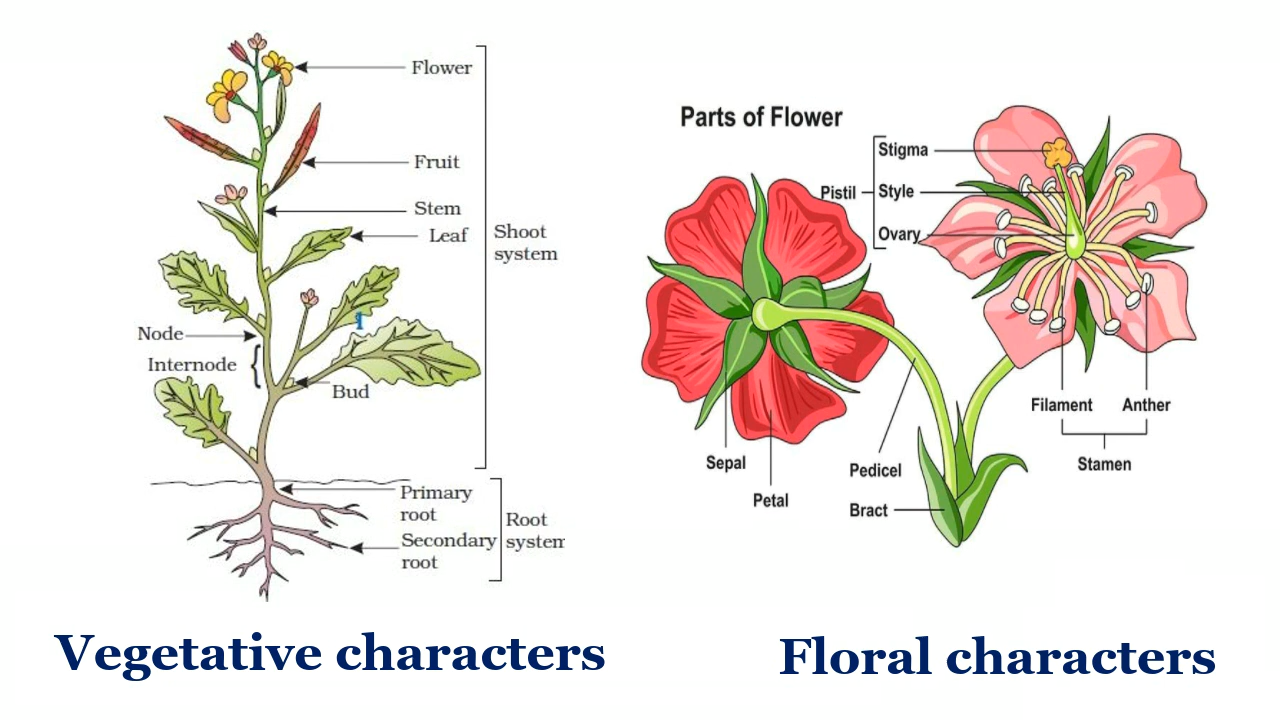 Flower
Fruit
Stem
Leaf
Shoot
system
Node
Internode
Bud
Primary
root
Secondary
root
Root
system
Vegetative characters
Parts of Flower
Stigma
Pistil
Style
Ovary
Filament
Anther
Stamen
Sepal
Petal
Pedicel
Bract
Floral characters